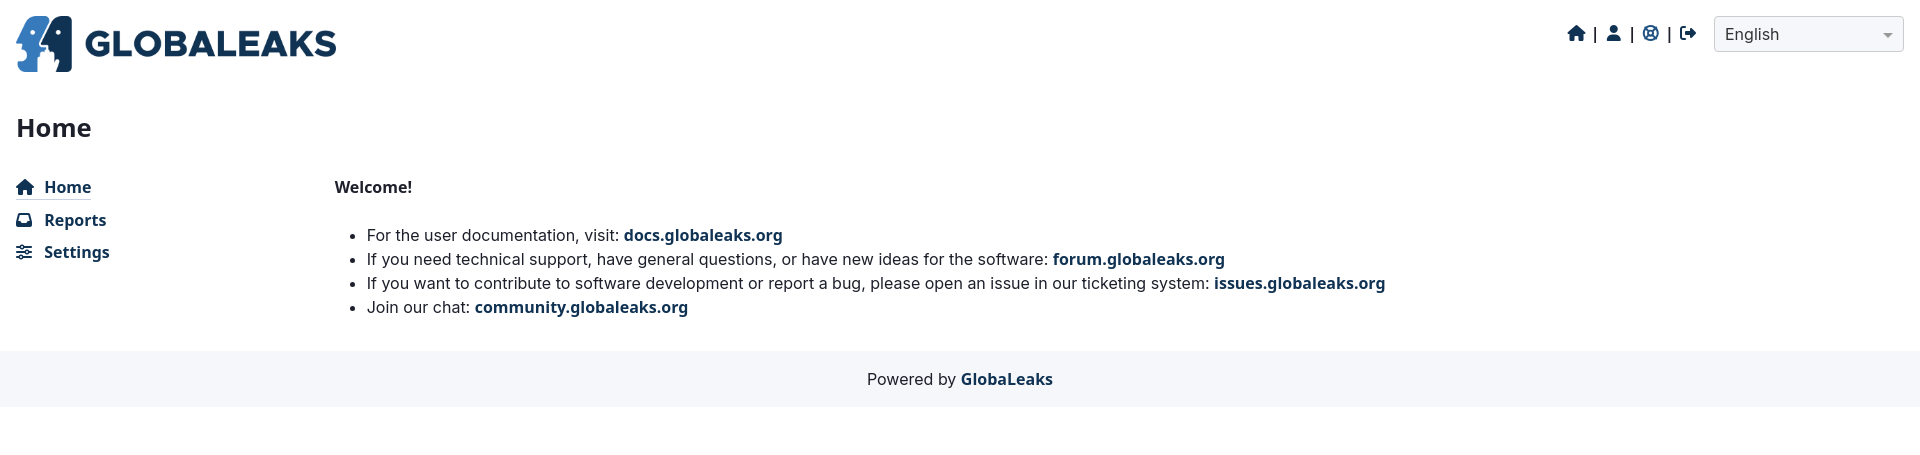 GLOBALEAKS
| | |
English
Home
Home
Reports
Settings
Welcome!
• For the user documentation, visit: docs.globaleaks.org
• If you need technical support, have general questions, or have new ideas for the software: forum.globaleaks.org
• If you want to contribute to software development or report a bug, please open an issue in our ticketing system: issues.globaleaks.org
• Join our chat: community.globaleaks.org
Powered by GlobaLeaks